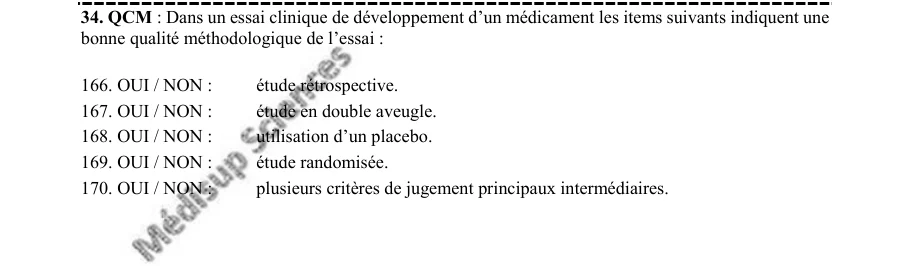 34. QCM : Dans un essai clinique de développement d’un médicament les items suivants indiquent une
bonne qualité méthodologique de l’essai :
166. OUI / NON : étude rétrospective.
167. OUI / NON : étude en double aveugle.
168. OUI / NON : utilisation d’un placebo.
169. OUI / NON : étude randomisée.
170. OUI / NON : plusieurs critères de jugement principaux intermédiaires.
Médisup Sciences